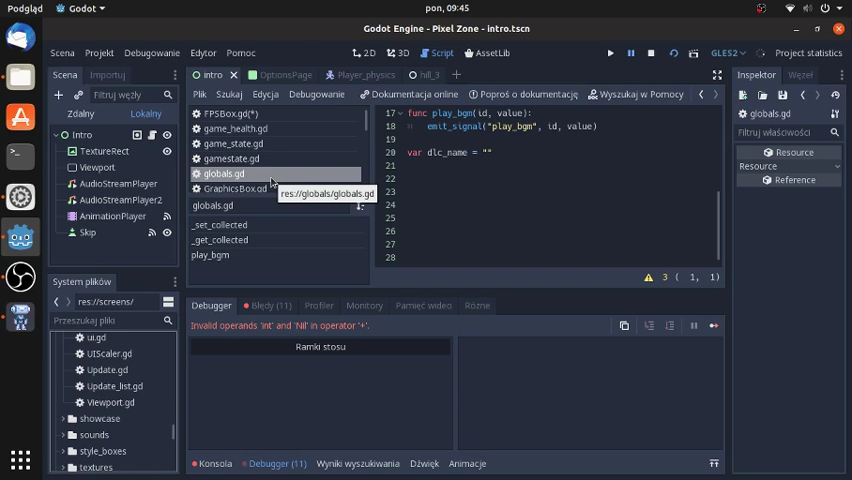 Podgląd Godot pon, 09:45
Godot Engine - Pixel Zone - intro.tscn
Scena Projekt Debugowanie Edytor Pomoc 2D 3D Script AssetLib GLES2 Project statistics
Scena Importuj intro OptionsPage Player_physics hill_3 Inspektor Węzeł
Filtruj węzły Plik Szukaj Edycja Debugowanie Dokumentacja online Poproś o dokumentację Wyszukaj w Pomocy
Zdalny Lokalny
Intro
TextureRect
Viewport
AudioStreamPlayer
AudioStreamPlayer2
AnimationPlayer
Skip
FPSBox.gd(*)
game_health.gd
game_state.gd
gamestate.gd
globals.gd
GraphicsBox.gd
res://globals/globals.gd
globals.gd
_set_collected
_get_collected
play_bgm
17 func play_bgm(id, value):
18 emit_signal("play_bgm", id, value)
19
20 var dlc_name = ""
21
22
23
24
25
26
27
28
3 ( 1, 1)
globals.gd
Filtruj właściwości
Resource
Resource
Reference
System plików
res://screens/
Przeszukaj pliki
ui.gd
UIScaler.gd
Update.gd
Update_list.gd
Viewport.gd
showcase
sounds
style_boxes
textures
Debugger Błędy (11) Profiler Monitory Pamięć wideo Różne
Invalid operands 'int' and 'Nil' in operator '+'.
Ramki stosu
Konsola Debugger (11) Wyniki wyszukiwania Dźwięk Animacje